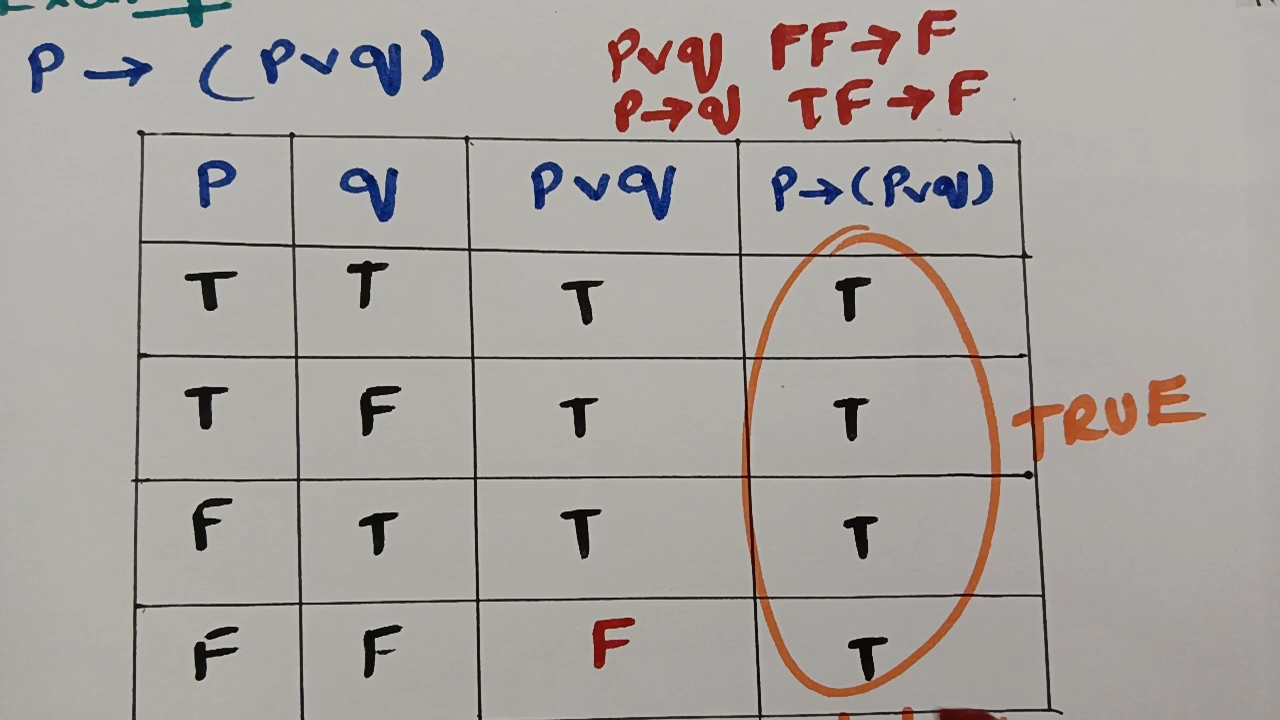 P → (P ∨ q)
P ∨ q FF → F
P → q TF → F
P q P ∨ q P → (P ∨ q)
T T T T
T F T T
TRUE
F T T T
F F F T